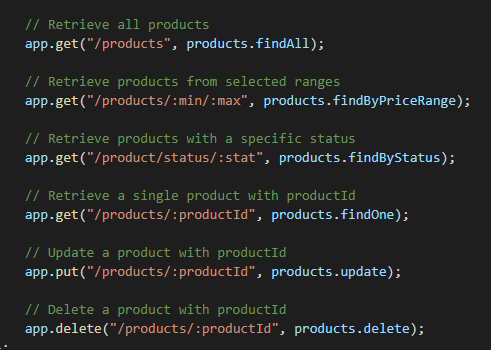 // Retrieve all products
app.get("/products", products.findAll);
// Retrieve products from selected ranges
app.get("/products/:min/:max", products.findByPriceRange);
// Retrieve products with a specific status
app.get("/product/status/:stat", products.findByStatus);
// Retrieve a single product with productId
app.get("/products/:productId", products.findOne);
// Update a product with productId
app.put("/products/:productId", products.update);
// Delete a product with productId
app.delete("/products/:productId", products.delete);